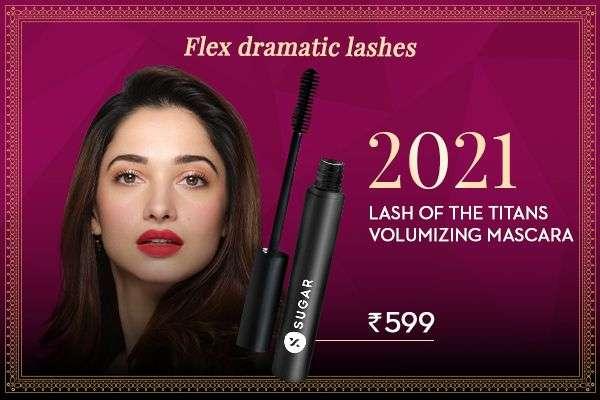 Flex dramatic lashes
2021
LASH OF THE TITANS
VOLUMIZING MASCARA
SUGAR
₹599